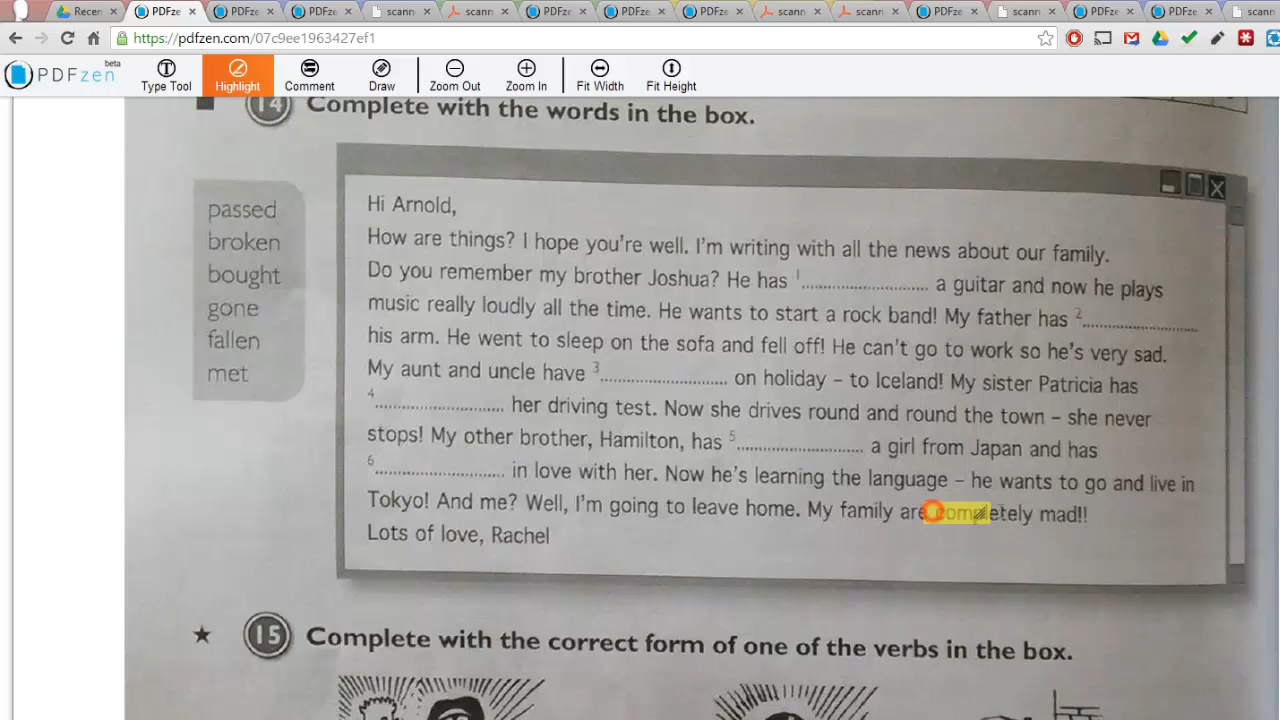 Recen
PDFzen
PDFzen
PDFzen
scann
scann
PDFzen
PDFzen
PDFzen
scann
scann
PDFzen
scann
PDFzen
PDFzen
scann
https://pdfzen.com/07c9ee1963427ef1
PDFzen beta
Type Tool
Highlight
Comment
Draw
Zoom Out
Zoom In
Fit Width
Fit Height
14 Complete with the words in the box.
passed
broken
bought
gone
fallen
met
Hi Arnold,
How are things? I hope you're well. I'm writing with all the news about our family.
Do you remember my brother Joshua? He has 1........................... a guitar and now he plays
music really loudly all the time. He wants to start a rock band! My father has 2...........................
his arm. He went to sleep on the sofa and fell off! He can't go to work so he's very sad.
My aunt and uncle have 3........................... on holiday – to Iceland! My sister Patricia has
4........................... her driving test. Now she drives round and round the town – she never
stops! My other brother, Hamilton, has 5........................... a girl from Japan and has
6........................... in love with her. Now he's learning the language – he wants to go and live in
Tokyo! And me? Well, I'm going to leave home. My family are completely mad!!
Lots of love, Rachel
15 Complete with the correct form of one of the verbs in the box.